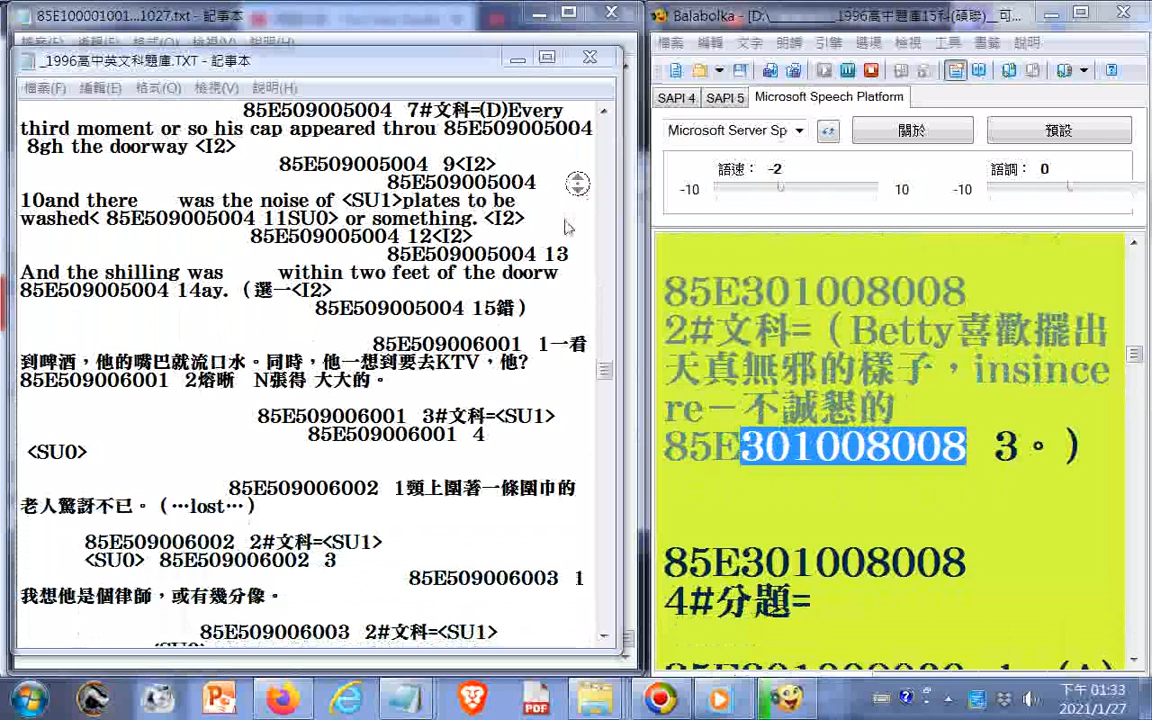 85E100001001...1027.txt - 記事本
_1996高中英文科題庫.TXT - 記事本
檔案(F) 編輯(E) 格式(O) 檢視(V) 說明(H)
85E509005004 7#文科=(D)Every
third moment or so his cap appeared throu 85E509005004
8gh the doorway <I2>
85E509005004 9<I2>
85E509005004
10and there was the noise of <SU1>plates to be
washed< 85E509005004 11SU0> or something. <I2>
85E509005004 12<I2>
85E509005004 13
And the shilling was within two feet of the doorw
85E509005004 14ay.（選一<I2>
85E509005004 15錯）
85E509006001 1一看
到啤酒，他的嘴巴就流口水。同時，他一想到要去KTV，他?
85E509006001 2熔晰 N張得 大大的。
85E509006001 3#文科=<SU1>
85E509006001 4
<SU0>
85E509006002 1頸上圍著一條圍巾的
老人驚訝不已。（…lost…）
85E509006002 2#文科=<SU1>
<SU0> 85E509006002 3
85E509006003 1
我想他是個律師，或有幾分像。
85E509006003 2#文科=<SU1>
Balabolka - [D:\________1996高中題庫15科(碩聯)__可...
檔案 編輯 文字 朗讀 引擎 選項 檢視 工具 書籤 說明
SAPI 4 SAPI 5 Microsoft Speech Platform
Microsoft Server Sp 關於 預設
語速： -2 語調： 0
-10 10 -10
85E301008008
2#文科=（Betty喜歡擺出
天真無邪的樣子，insince
re－不誠懇的
85E301008008 3。）
85E301008008
4#分題=
PDF
下午 01:33
2021/1/27